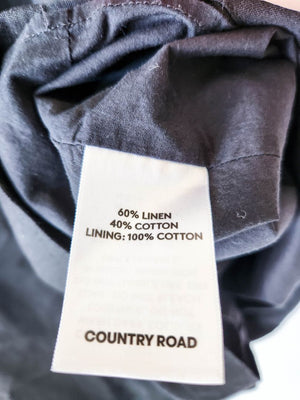 60% LINEN
40% COTTON
LINING: 100% COTTON
COUNTRY ROAD